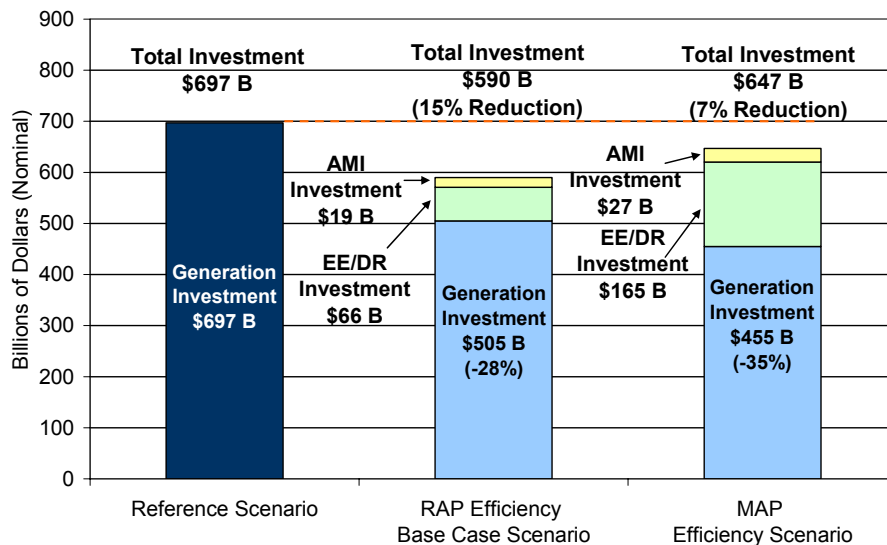 900
800
700
600
500
400
300
200
100
0
Billions of Dollars (Nominal)
Total Investment
$697 B
Total Investment
$590 B
(15% Reduction)
Total Investment
$647 B
(7% Reduction)
Generation
Investment
$697 B
AMI
Investment
$19 B
EE/DR
Investment
$66 B
Generation
Investment
$505 B
(-28%)
AMI
Investment
$27 B
EE/DR
Investment
$165 B
Generation
Investment
$455 B
(-35%)
Reference Scenario
RAP Efficiency
Base Case Scenario
MAP
Efficiency Scenario